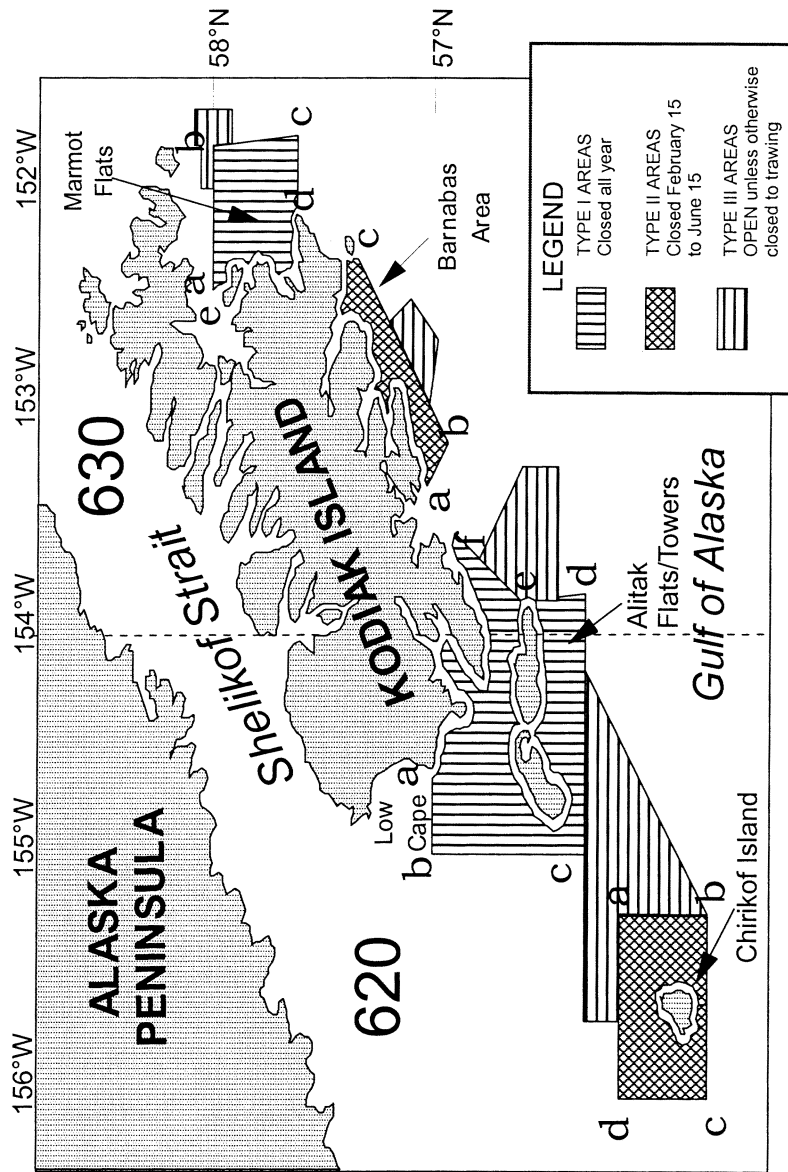 156°W
155°W
154°W
153°W
152°W
58°N
57°N
ALASKA
PENINSULA
Shelikof Strait
630
620
KODIAK ISLAND
Marmot
Flats
a
b
c
d
e
Barnabas
Area
a
b
c
Low
Cape
a
b
c
d
e
f
Alitak
Flats/Towers
Gulf of Alaska
Chirikof Island
a
b
c
d
LEGEND
TYPE I AREAS
Closed all year
TYPE II AREAS
Closed February 15
to June 15
TYPE III AREAS
OPEN unless otherwise
closed to trawing